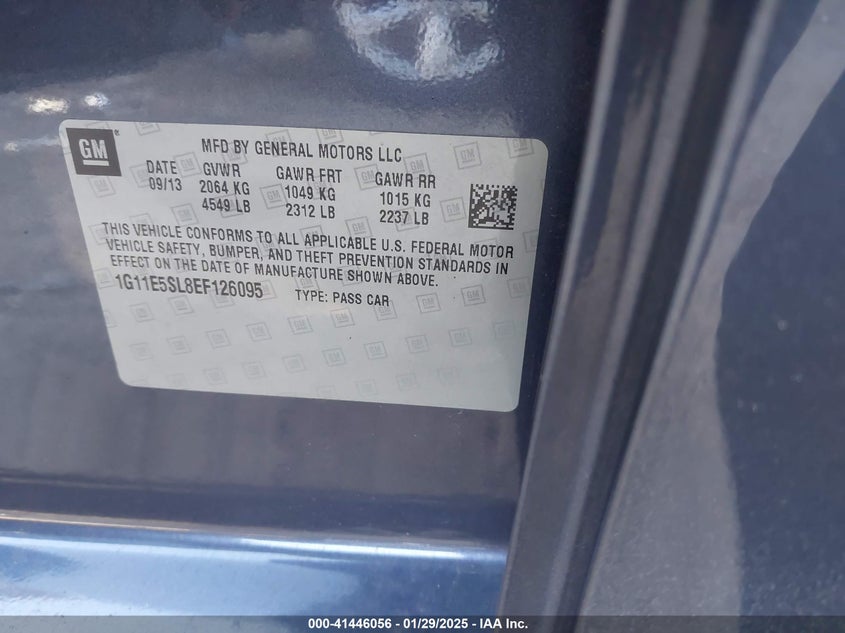 GM
MFD BY GENERAL MOTORS LLC
DATE GVWR GAWR FRT GAWR RR
09/13 2064 KG 1049 KG 1015 KG
4549 LB 2312 LB 2237 LB
THIS VEHICLE CONFORMS TO ALL APPLICABLE U.S. FEDERAL MOTOR
VEHICLE SAFETY, BUMPER, AND THEFT PREVENTION STANDARDS IN
EFFECT ON THE DATE OF MANUFACTURE SHOWN ABOVE.
1G11E5SL8EF126095 TYPE: PASS CAR
000-41446056 - 01/29/2025 - IAA Inc.